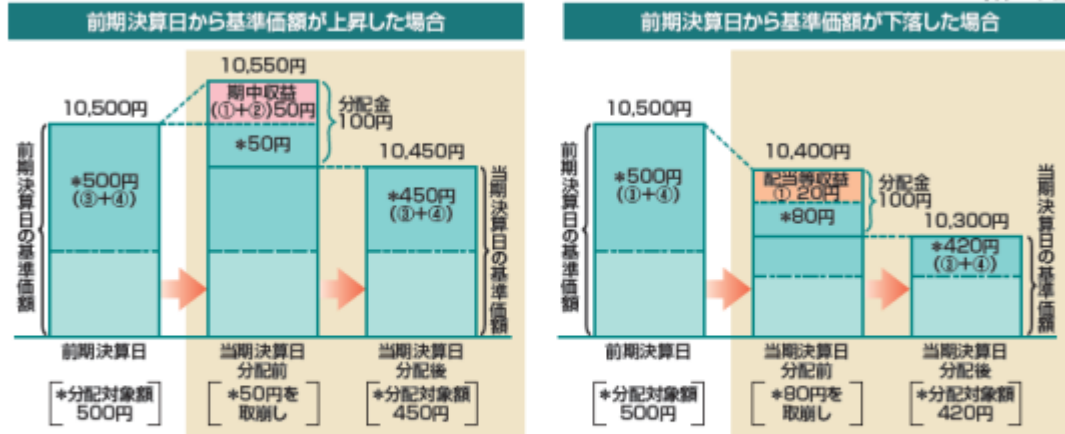 前期決算日から基準価額が上昇した場合
10,500円
前期決算日の基準価額
*500円
(③+④)
前期決算日
*分配対象額
500円
10,550円
期中収益
(①+②)50円
*50円
分配金
100円
当期決算日
分配前
*50円を
取崩し
10,450円
*450円
(③+④)
当期決算日の基準価額
当期決算日
分配後
*分配対象額
450円
前期決算日から基準価額が下落した場合
10,500円
前期決算日の基準価額
*500円
(③+④)
前期決算日
*分配対象額
500円
10,400円
配当等収益
① 20円
*80円
分配金
100円
当期決算日
分配前
*80円を
取崩し
10,300円
*420円
(③+④)
当期決算日の基準価額
当期決算日
分配後
*分配対象額
420円